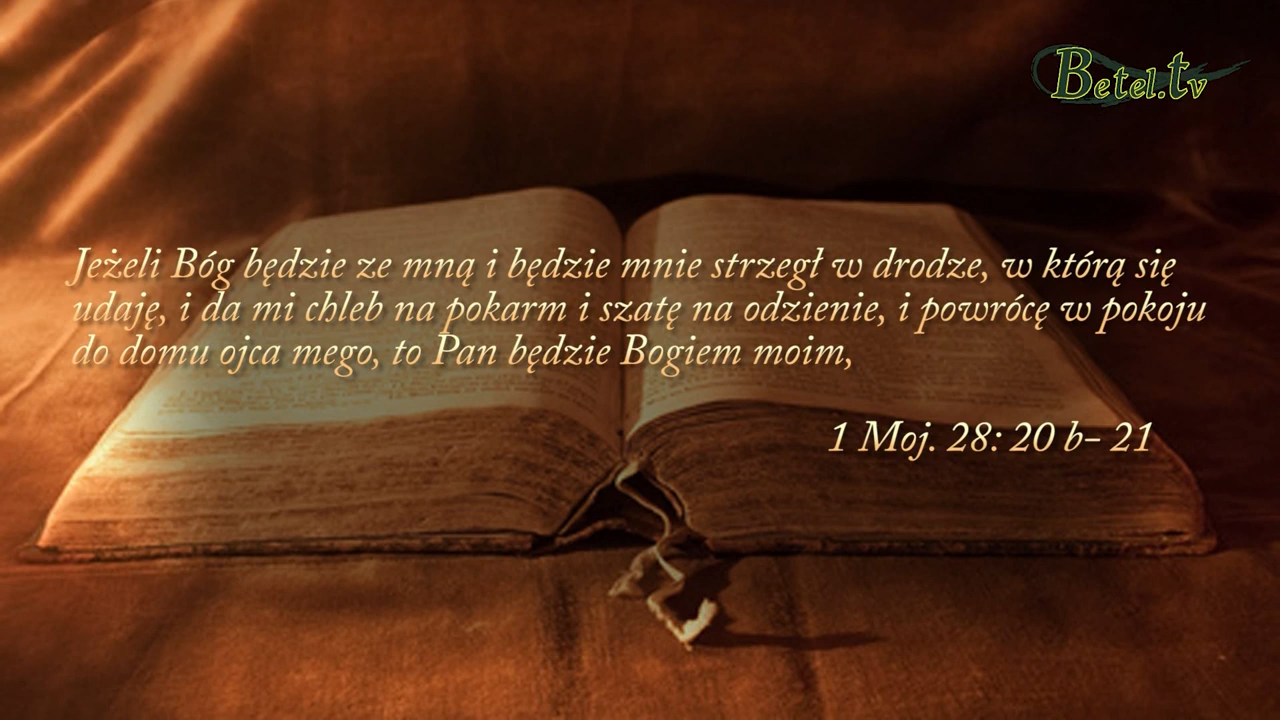 Betel.tv
Jeżeli Bóg będzie ze mną i będzie mnie strzegł w drodze, w którą się
udaję, i da mi chleb na pokarm i szatę na odzienie, i powrócę w pokoju
do domu ojca mego, to Pan będzie Bogiem moim,
1 Moj. 28: 20 b- 21